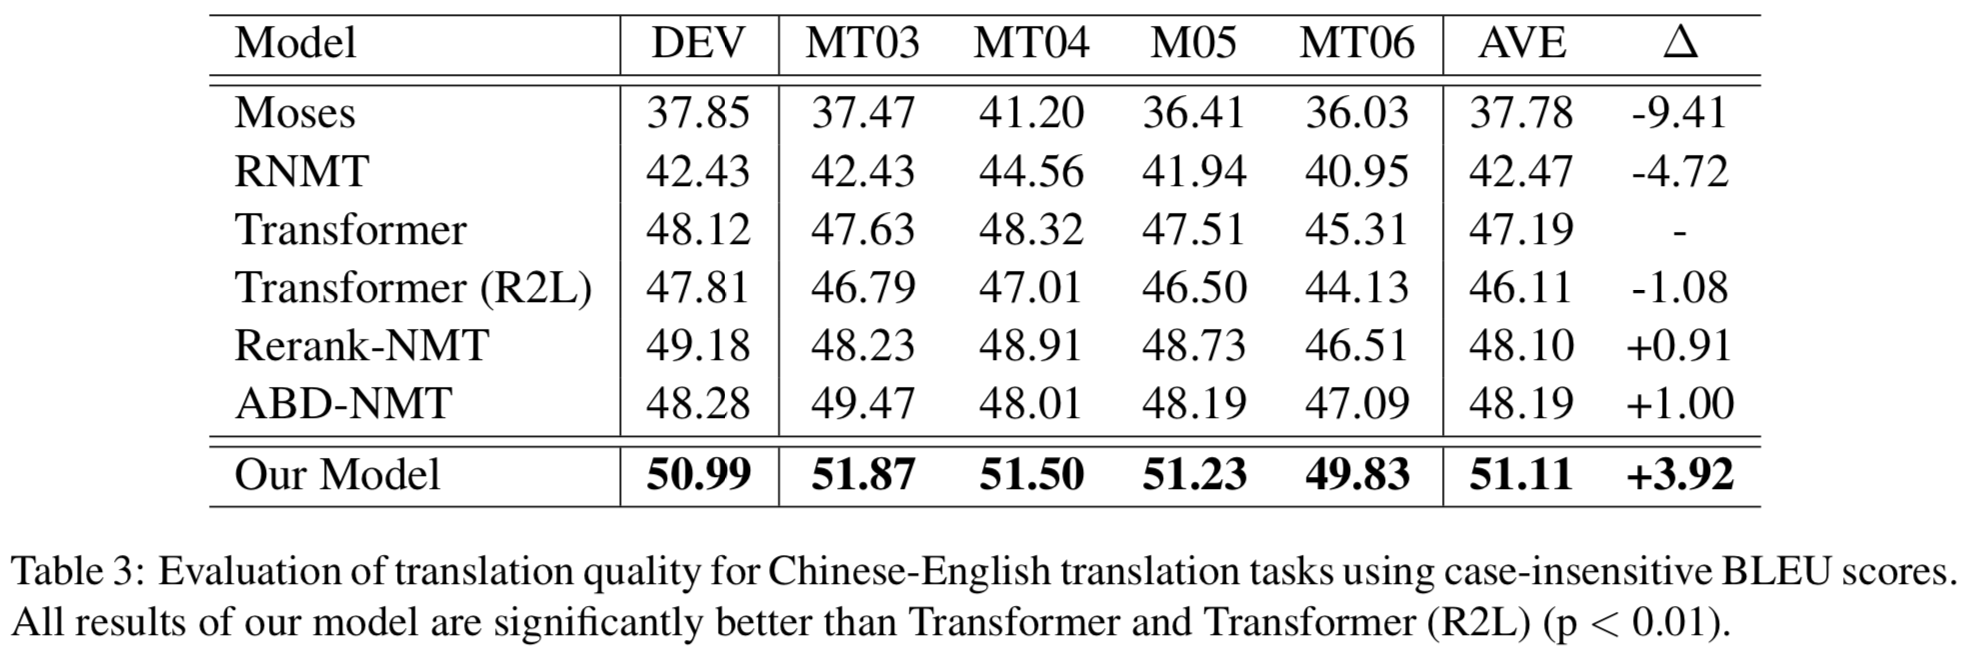 Model DEV MT03 MT04 M05 MT06 AVE Δ
Moses 37.85 37.47 41.20 36.41 36.03 37.78 -9.41
RNMT 42.43 42.43 44.56 41.94 40.95 42.47 -4.72
Transformer 48.12 47.63 48.32 47.51 45.31 47.19 -
Transformer (R2L) 47.81 46.79 47.01 46.50 44.13 46.11 -1.08
Rerank-NMT 49.18 48.23 48.91 48.73 46.51 48.10 +0.91
ABD-NMT 48.28 49.47 48.01 48.19 47.09 48.19 +1.00
Our Model 50.99 51.87 51.50 51.23 49.83 51.11 +3.92
Table 3: Evaluation of translation quality for Chinese-English translation tasks using case-insensitive BLEU scores.
All results of our model are significantly better than Transformer and Transformer (R2L) (p < 0.01).